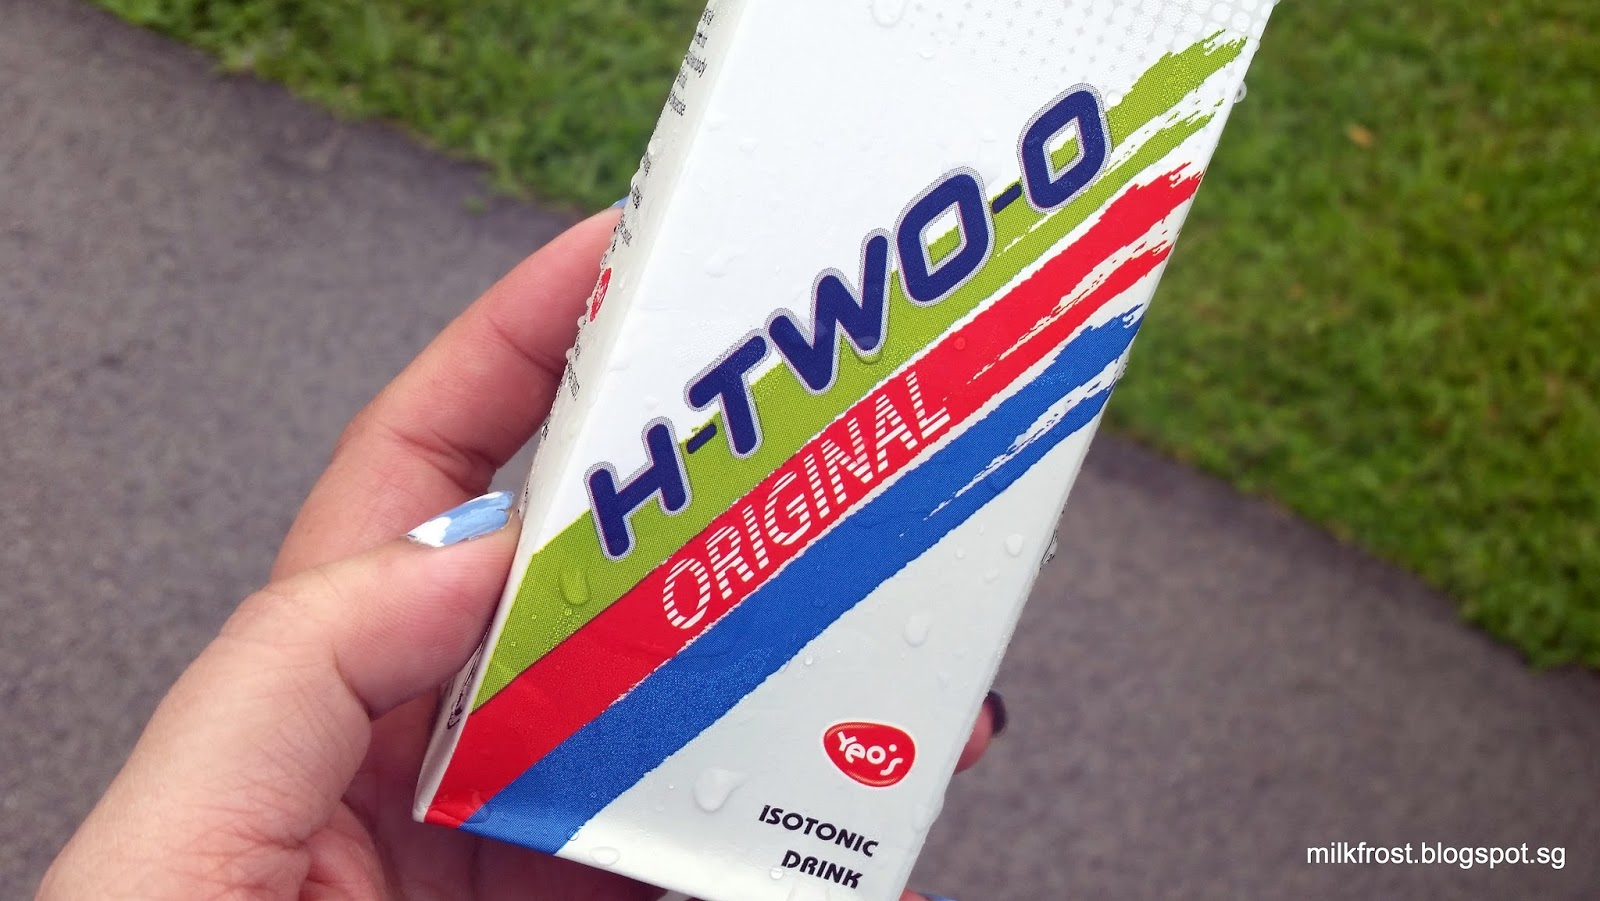 H-TWO-O
ORIGINAL
Yeo's
ISOTONIC
DRINK
milkfrost.blogspot.sg